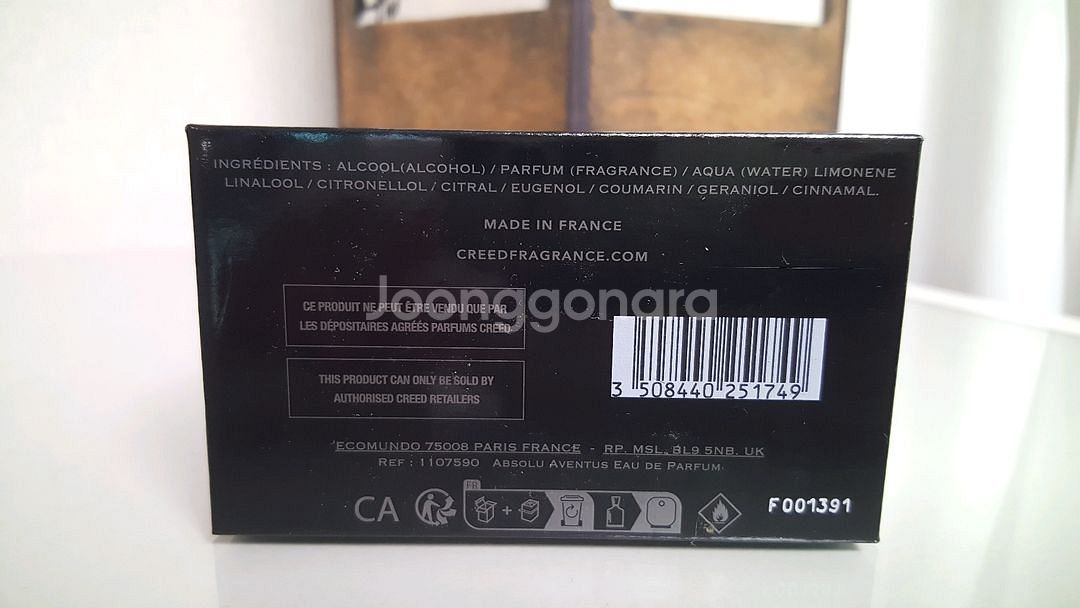 INGRÉDIENTS : ALCOOL(ALCOHOL) / PARFUM (FRAGRANCE) / AQUA (WATER) LIMONENE
LINALOOL / CITRONELLOL / CITRAL / EUGENOL / COUMARIN / GERANIOL / CINNAMAL.
MADE IN FRANCE
CREEDFRAGRANCE.COM
Joonggonara
CE PRODUIT NE PEUT ÊTRE VENDU QUE PAR
LES DÉPOSITAIRES AGRÉÉS PARFUMS CREED
THIS PRODUCT CAN ONLY BE SOLD BY
AUTHORISED CREED RETAILERS
3 508440 251749
ECOMUNDO 75008 PARIS FRANCE - RP, MSL, BL9 5NB, UK
REF : 1107590 ABSOLU AVENTUS EAU DE PARFUM
CA
FR
F001391